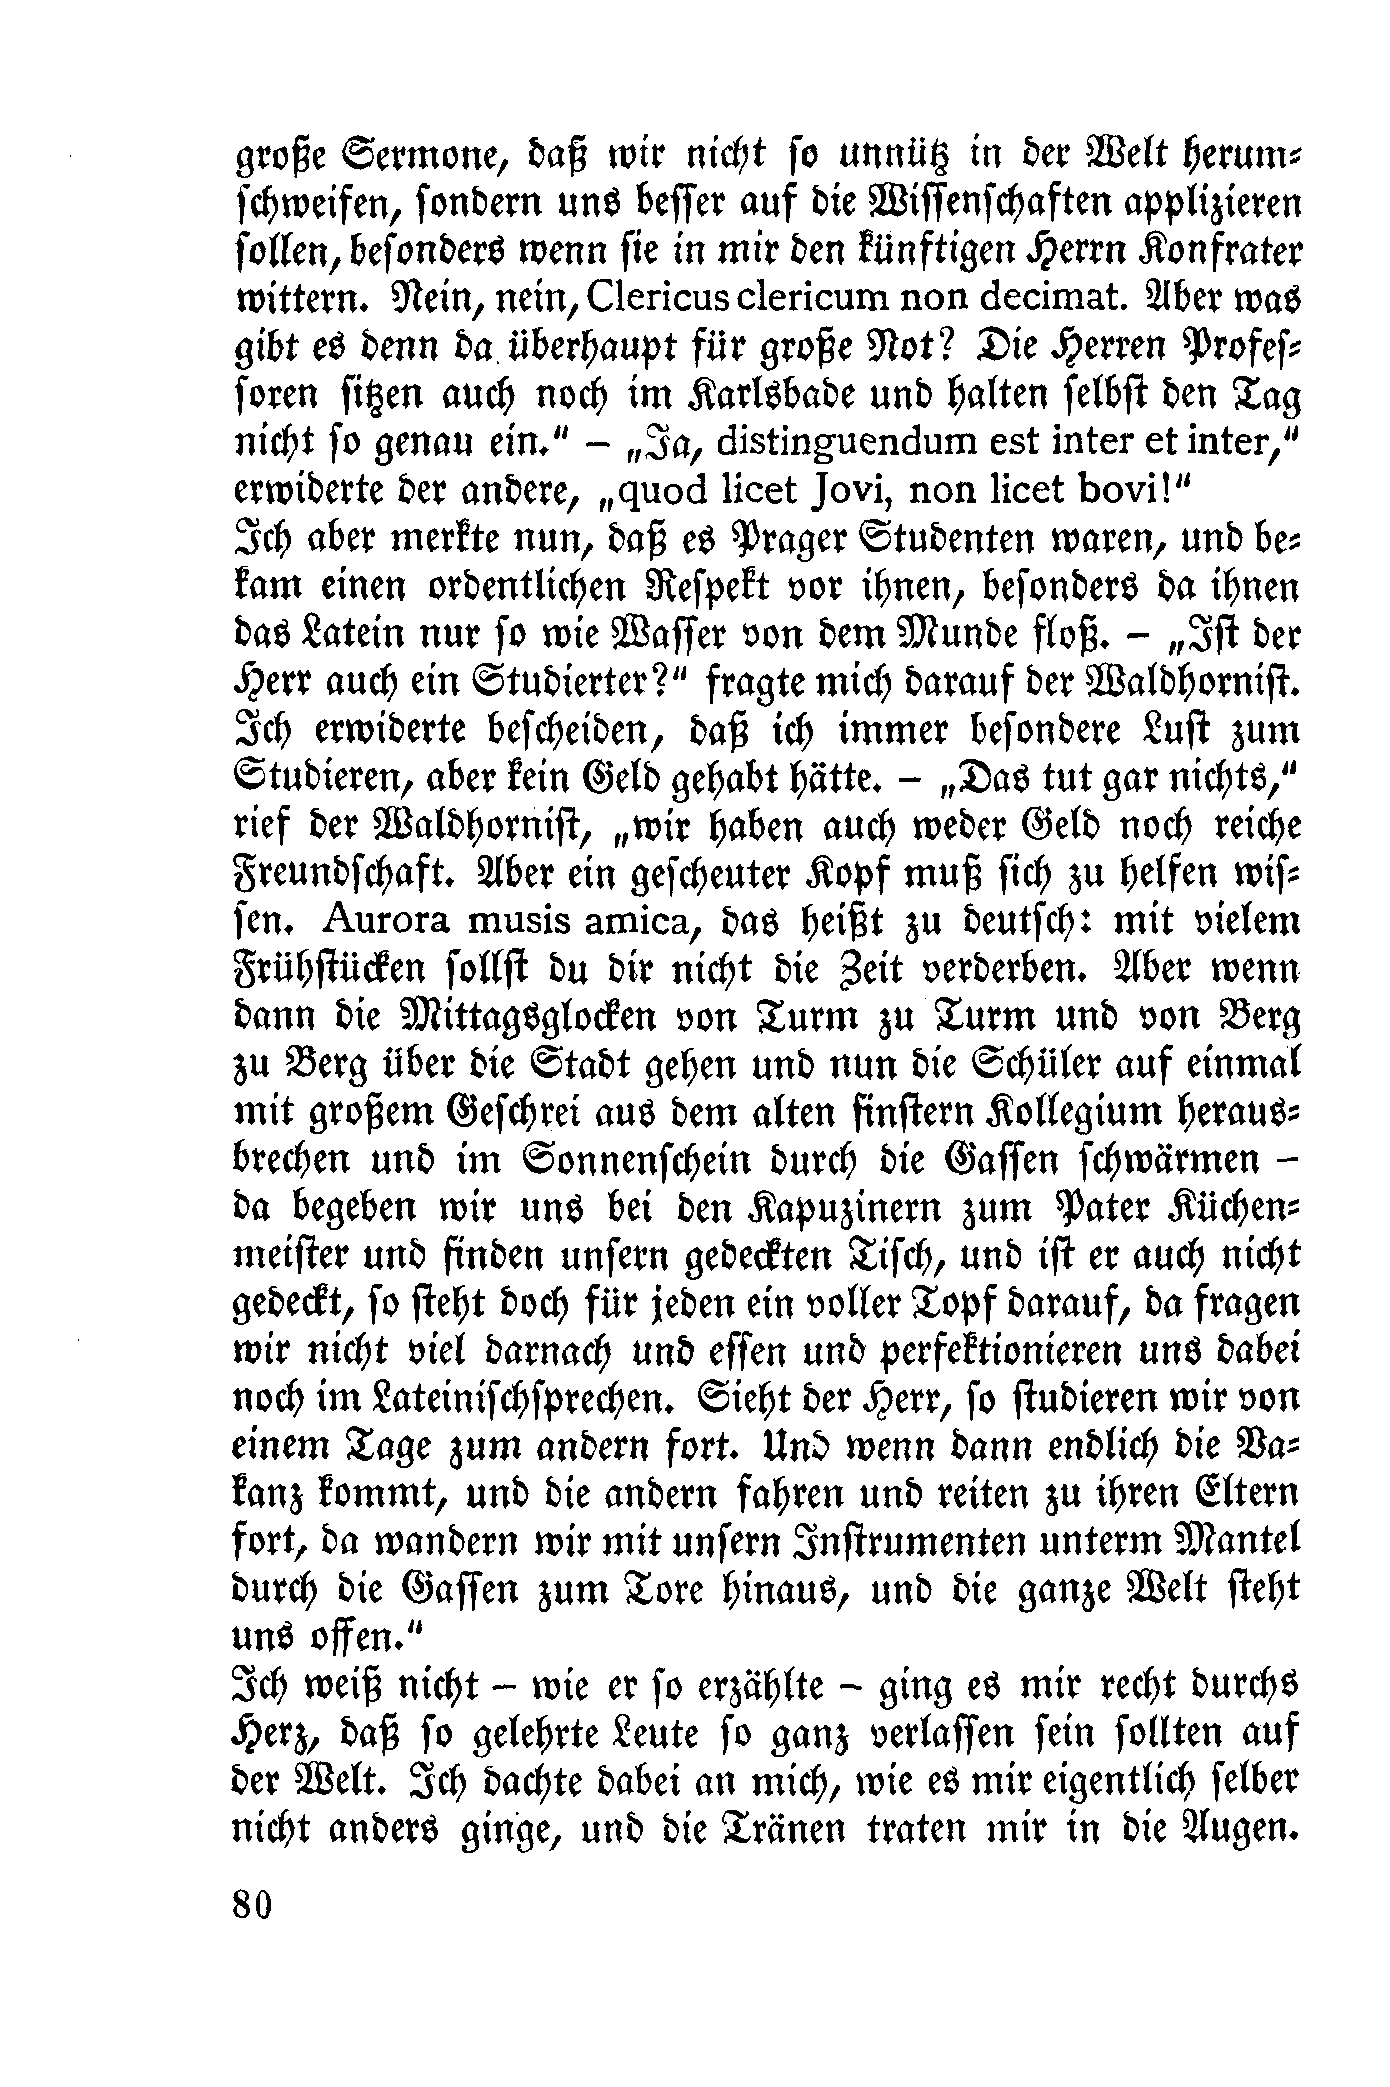 große Sermone, daß wir nicht so unnütz in der Welt herum-
schweifen, sondern uns besser auf die Wissenschaften applizieren
sollen, besonders wenn sie in mir den künftigen Herrn Konfrater
wittern. Nein, nein, Clericus clericum non decimat. Aber was
gibt es denn da überhaupt für große Not? Die Herren Profes-
soren sitzen auch noch im Karlsbade und halten selbst den Tag
nicht so genau ein.“ – „Ja, distinguendum est inter et inter,“
erwiderte der andere, „quod licet Jovi, non licet bovi!“
Ich aber merkte nun, daß es Prager Studenten waren, und be-
kam einen ordentlichen Respekt vor ihnen, besonders da ihnen
das Latein nur so wie Wasser von dem Munde floß. – „Ist der
Herr auch ein Studierter?“ fragte mich darauf der Waldhornist.
Ich erwiderte bescheiden, daß ich immer besondere Lust zum
Studieren, aber kein Geld gehabt hätte. – „Das tut gar nichts,“
rief der Waldhornist, „wir haben auch weder Geld noch reiche
Freundschaft. Aber ein gescheuter Kopf muß sich zu helfen wis-
sen. Aurora musis amica, das heißt zu deutsch: mit vielem
Frühstücken sollst du dir nicht die Zeit verderben. Aber wenn
dann die Mittagsglocken von Turm zu Turm und von Berg
zu Berg über die Stadt gehen und nun die Schüler auf einmal
mit großem Geschrei aus dem alten finstern Kollegium heraus-
brechen und im Sonnenschein durch die Gassen schwärmen –
da begeben wir uns bei den Kapuzinern zum Pater Küchen-
meister und finden unsern gedeckten Tisch, und ist er auch nicht
gedeckt, so steht doch für jeden ein voller Topf darauf, da fragen
wir nicht viel darnach und essen und perfektionieren uns dabei
noch im Lateinischsprechen. Sieht der Herr, so studieren wir von
einem Tage zum andern fort. Und wenn dann endlich die Va-
kanz kommt, und die andern fahren und reiten zu ihren Eltern
fort, da wandern wir mit unsern Instrumenten unterm Mantel
durch die Gassen zum Tore hinaus, und die ganze Welt steht
uns offen.“
Ich weiß nicht – wie er so erzählte – ging es mir recht durchs
Herz, daß so gelehrte Leute so ganz verlassen sein sollten auf
der Welt. Ich dachte dabei an mich, wie es mir eigentlich selber
nicht anders ginge, und die Tränen traten mir in die Augen.
80